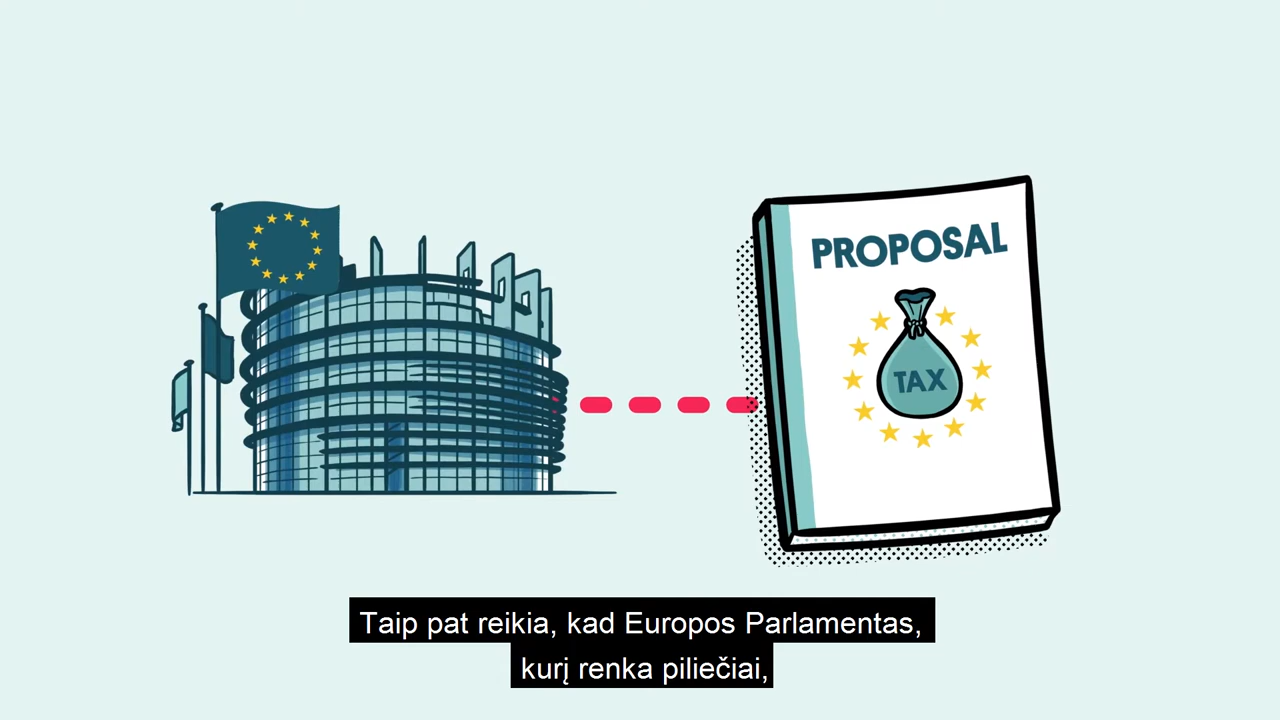 PROPOSAL
TAX
Taip pat reikia, kad Europos Parlamentas,
kurį renka piliečiai,